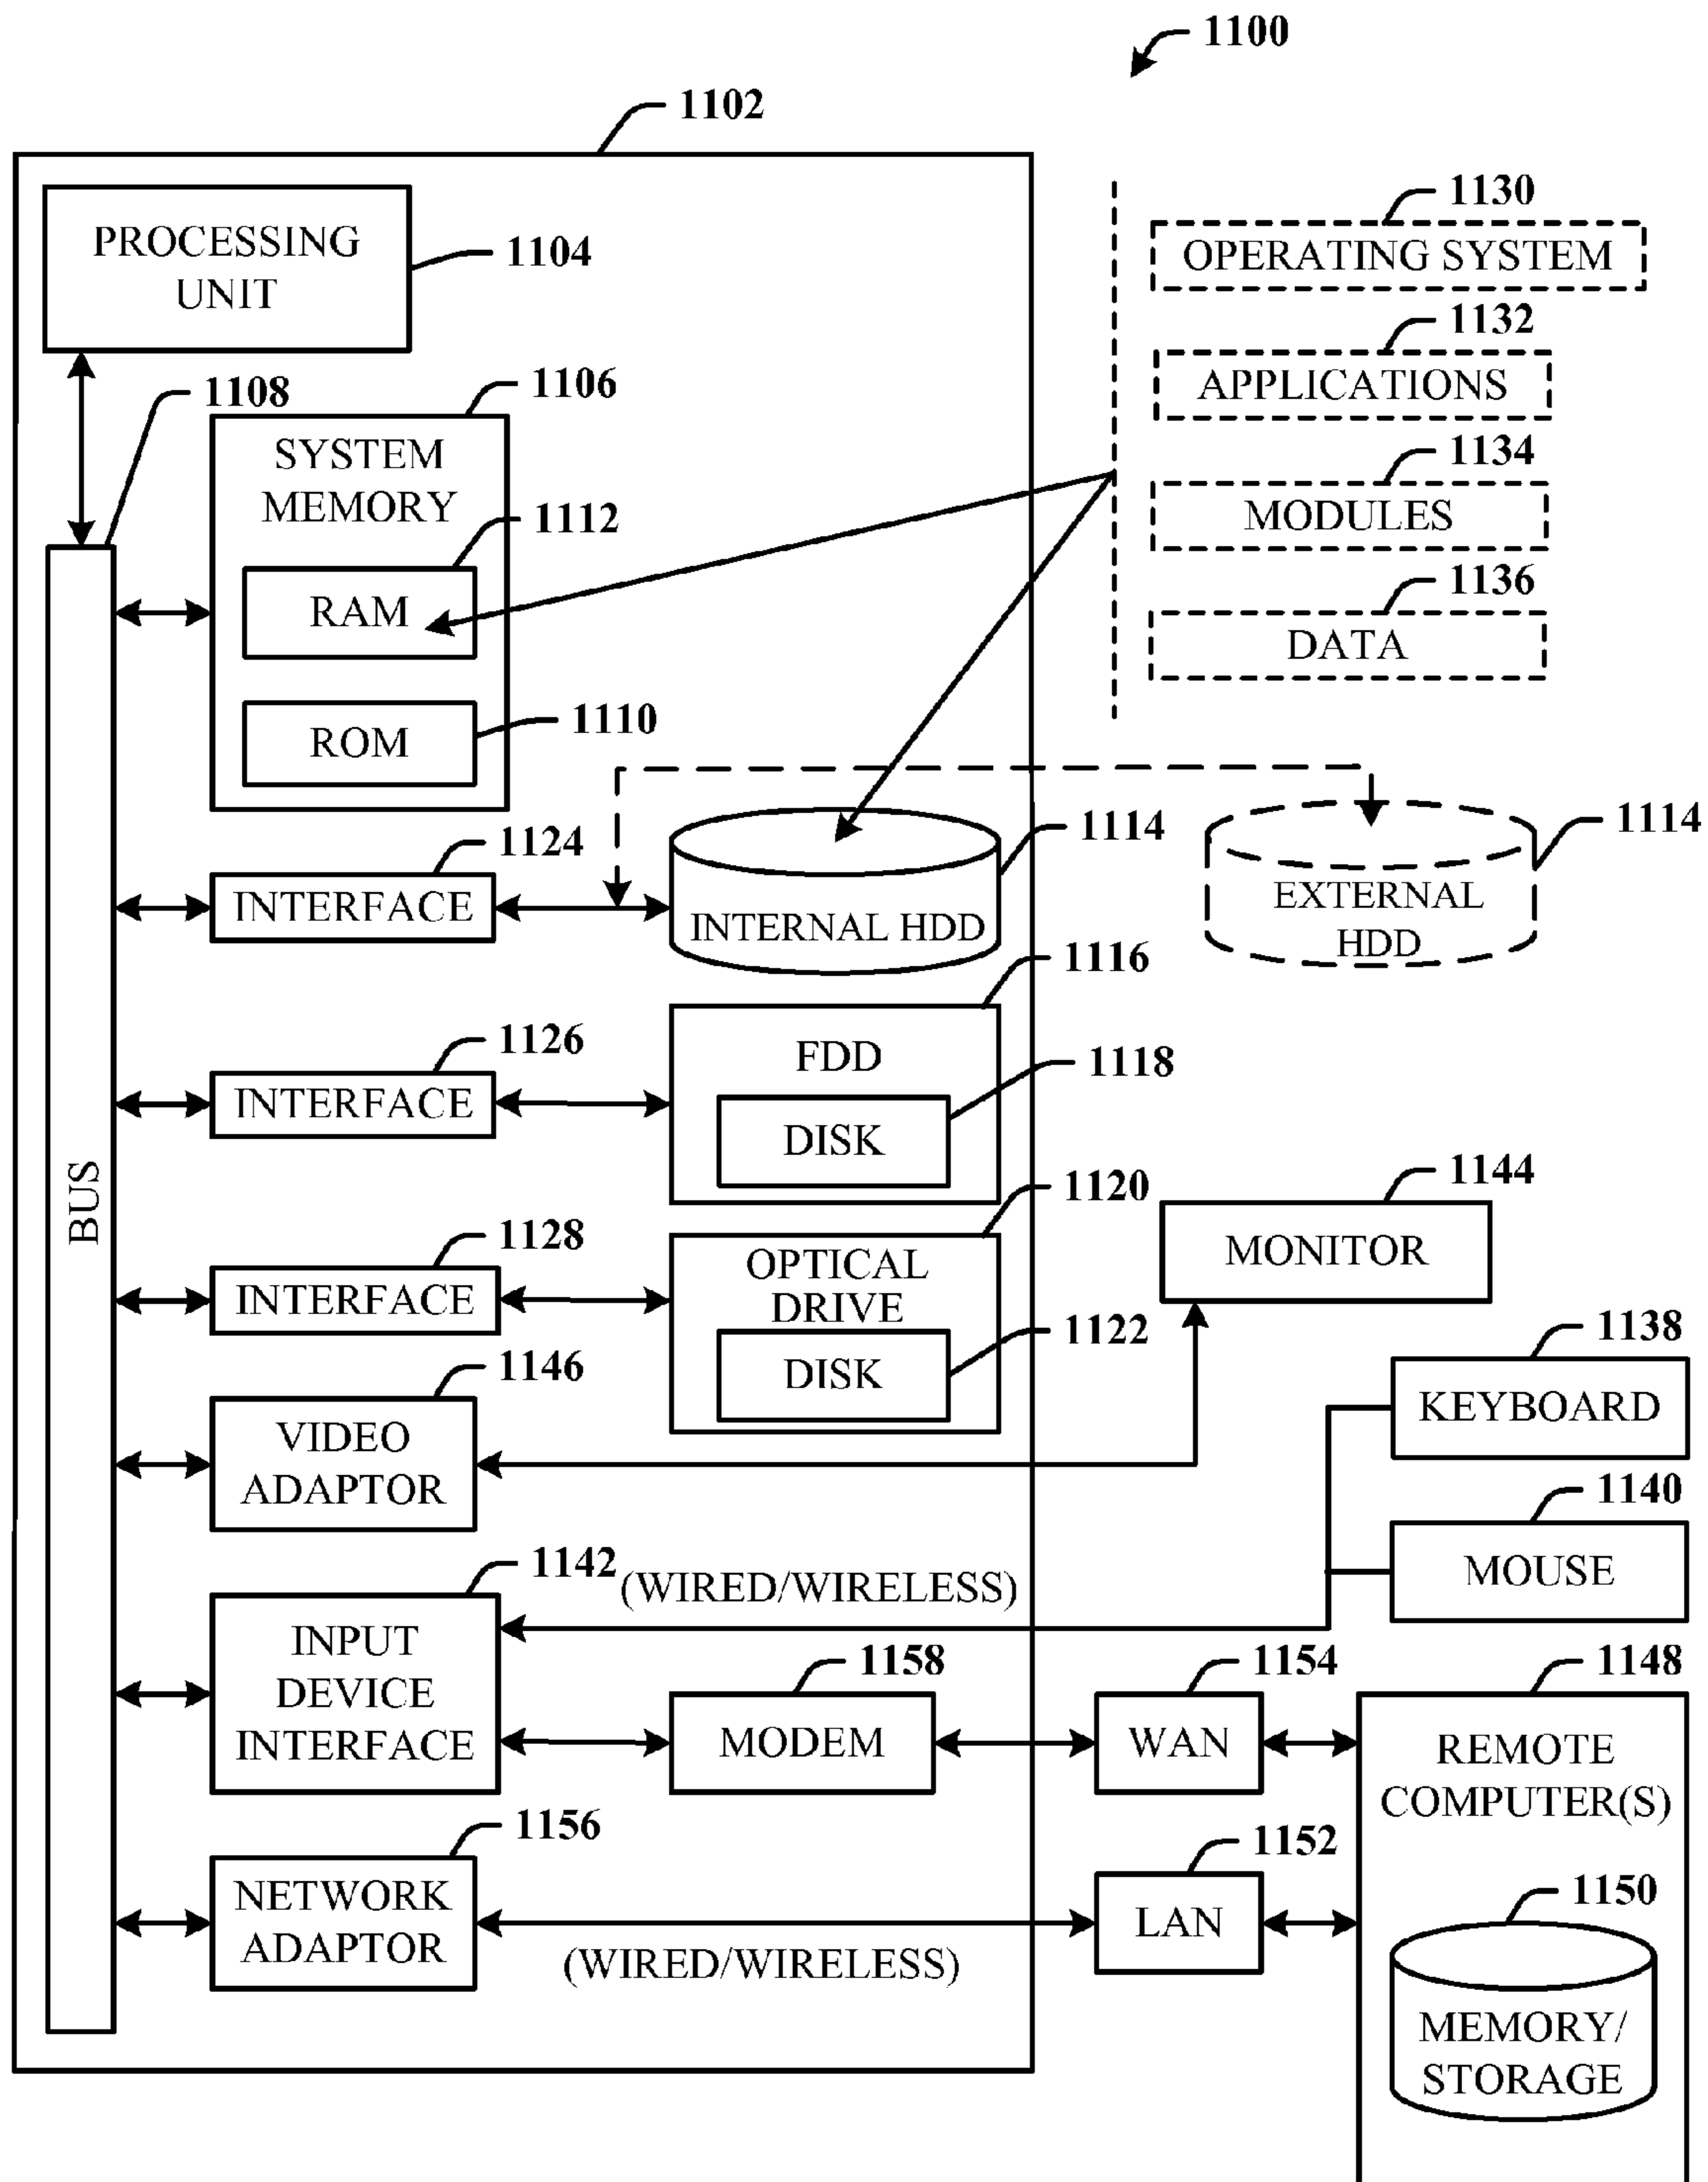 1100
1102
PROCESSING
UNIT
1104
1130
OPERATING SYSTEM
1132
APPLICATIONS
1134
MODULES
1136
DATA
1108
1106
SYSTEM
MEMORY
1112
RAM
1110
ROM
1124
INTERFACE
1114
INTERNAL HDD
1114
EXTERNAL
HDD
1116
FDD
1126
INTERFACE
1118
DISK
BUS
1120
OPTICAL
DRIVE
1128
INTERFACE
1122
DISK
1144
MONITOR
1146
VIDEO
ADAPTOR
1138
KEYBOARD
1140
MOUSE
1142
(WIRED/WIRELESS)
INPUT
DEVICE
INTERFACE
1158
MODEM
1154
WAN
1148
REMOTE
COMPUTER(S)
1156
NETWORK
ADAPTOR
(WIRED/WIRELESS)
1152
LAN
1150
MEMORY/
STORAGE